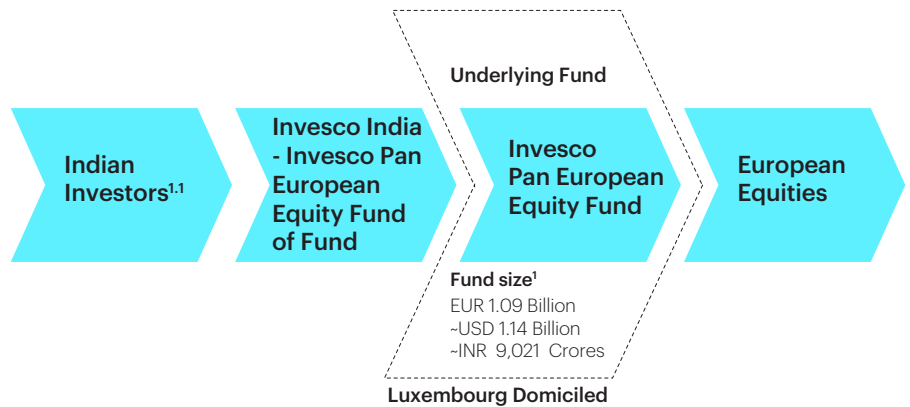 Underlying Fund
Indian
Investors1.1
Invesco India
- Invesco Pan
European
Equity Fund
of Fund
Invesco
Pan European
Equity Fund
European
Equities
Fund size1
EUR 1.09 Billion
~USD 1.14 Billion
~INR 9,021 Crores
Luxembourg Domiciled